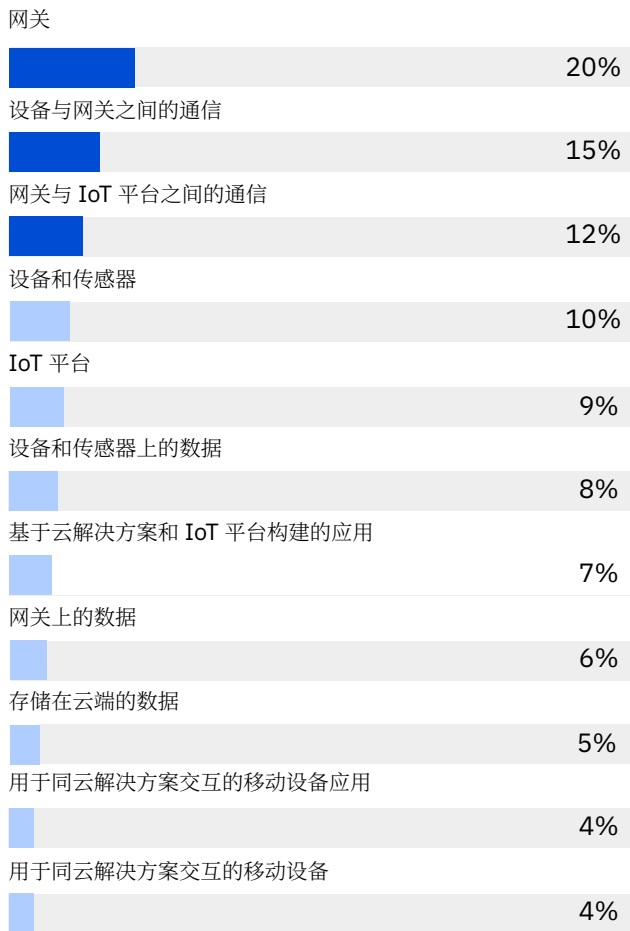 网关
20%
设备与网关之间的通信
15%
网关与 IoT 平台之间的通信
12%
设备和传感器
10%
IoT 平台
9%
设备和传感器上的数据
8%
基于云解决方案和 IoT 平台构建的应用
7%
网关上的数据
6%
存储在云端的数据
5%
用于同云解决方案交互的移动设备应用
4%
用于同云解决方案交互的移动设备
4%